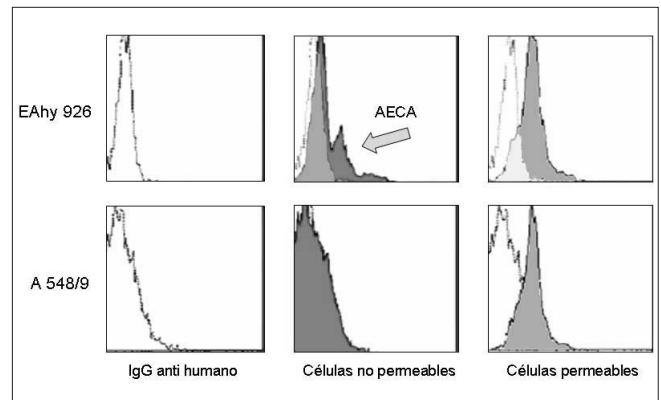 EAhy 926
AECA
A 548/9
IgG anti humano
Células no permeables
Células permeables